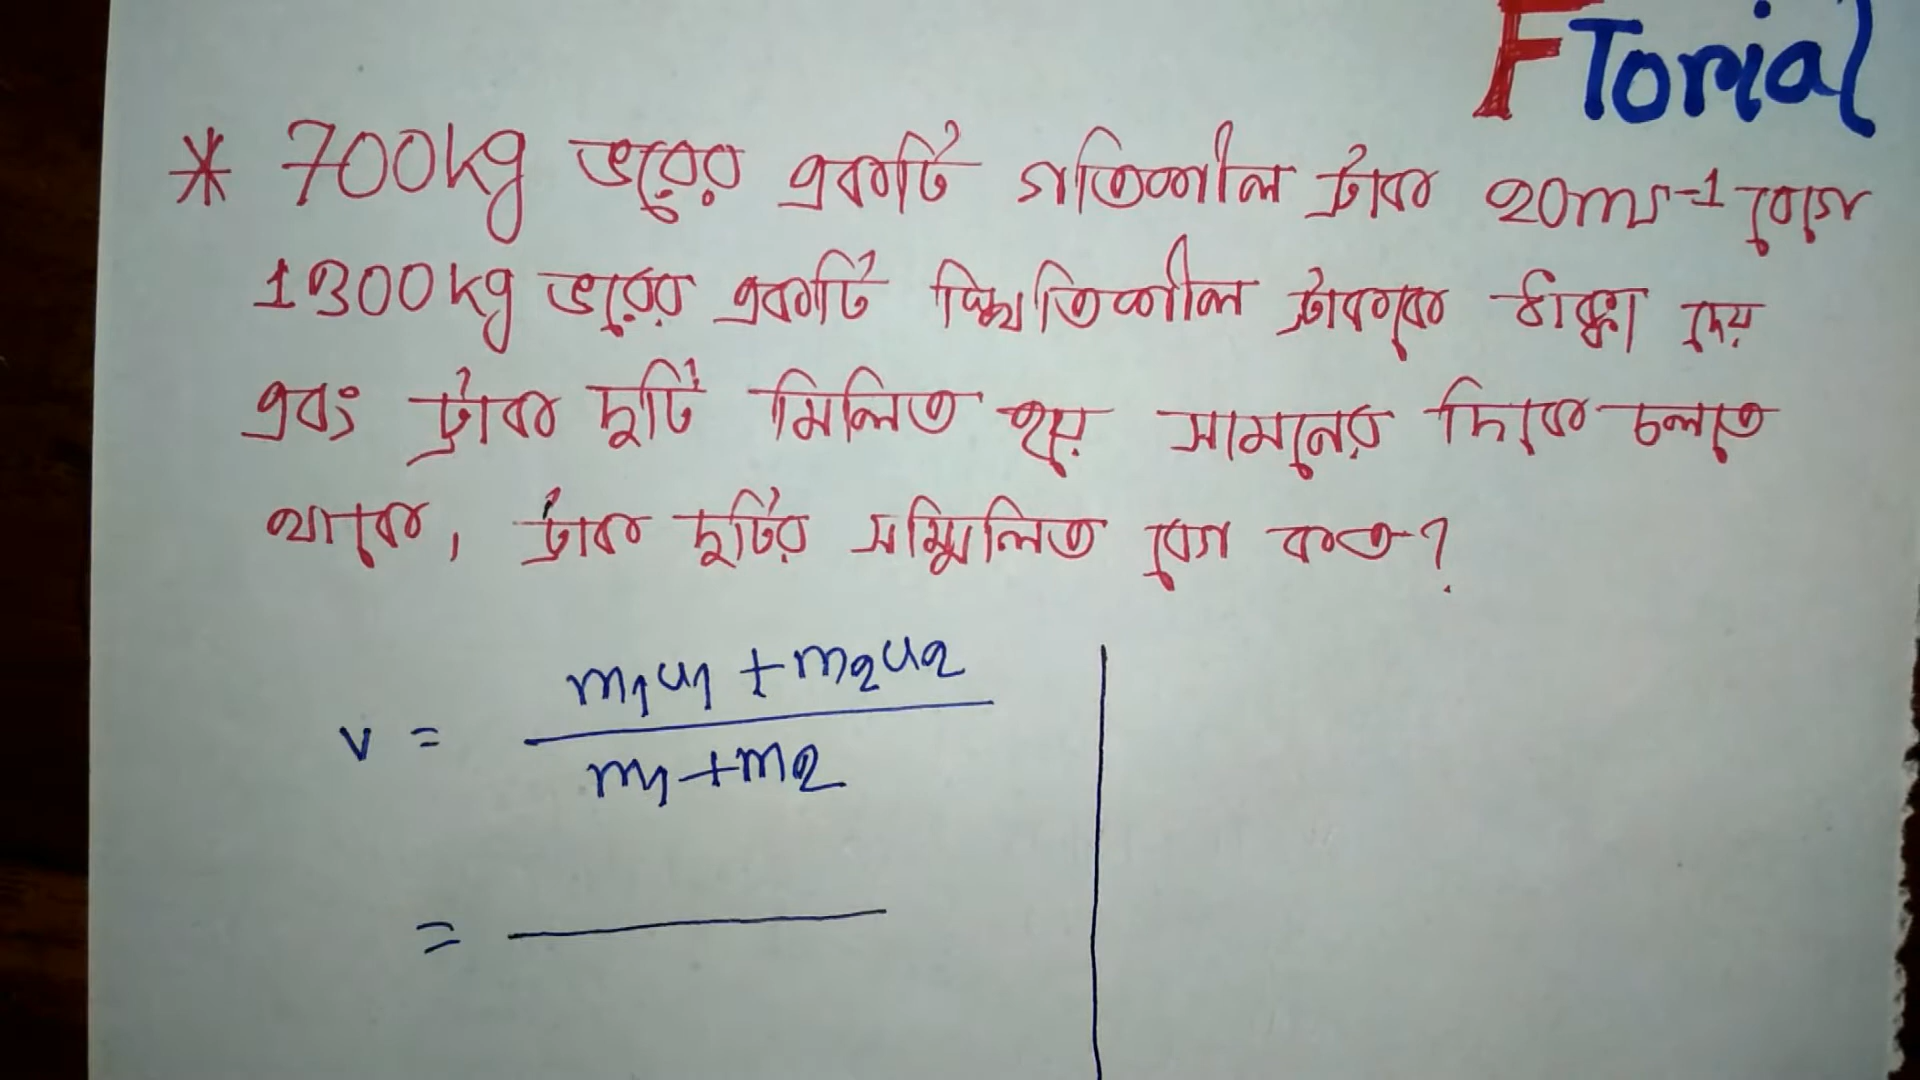 FTorial
* 700kg ভরের একটি গতিশীল ট্রাক 20ms⁻¹ বেগে
1300kg ভরের একটি স্থিতিশীল ট্রাককে ধাক্কা দেয়
এবং ট্রাক দুটি মিলিত হয়ে সামনের দিকে চলতে
থাকে, ট্রাক দুটির সম্মিলিত বেগ কত?
v = (m₁u₁ + m₂u₂) / (m₁ + m₂)
=